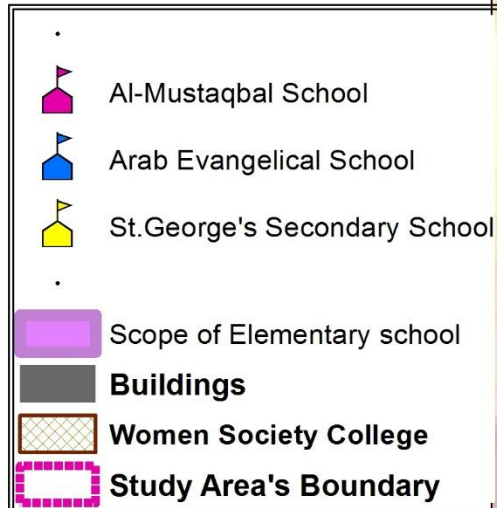 Al-Mustaqbal School
Arab Evangelical School
St.George's Secondary School
Scope of Elementary school
Buildings
Women Society College
Study Area's Boundary